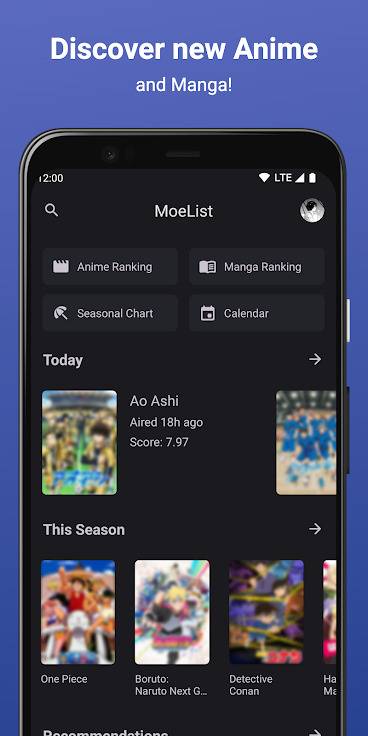 Discover new Anime
and Manga!
12:00
LTE
MoeList
Anime Ranking
Manga Ranking
Seasonal Chart
Calendar
Today
Ao Ashi
Aired 18h ago
Score: 7.97
This Season
One Piece
Boruto:
Naruto Next G...
Detective
Conan
Ha
Ma
Recommendations